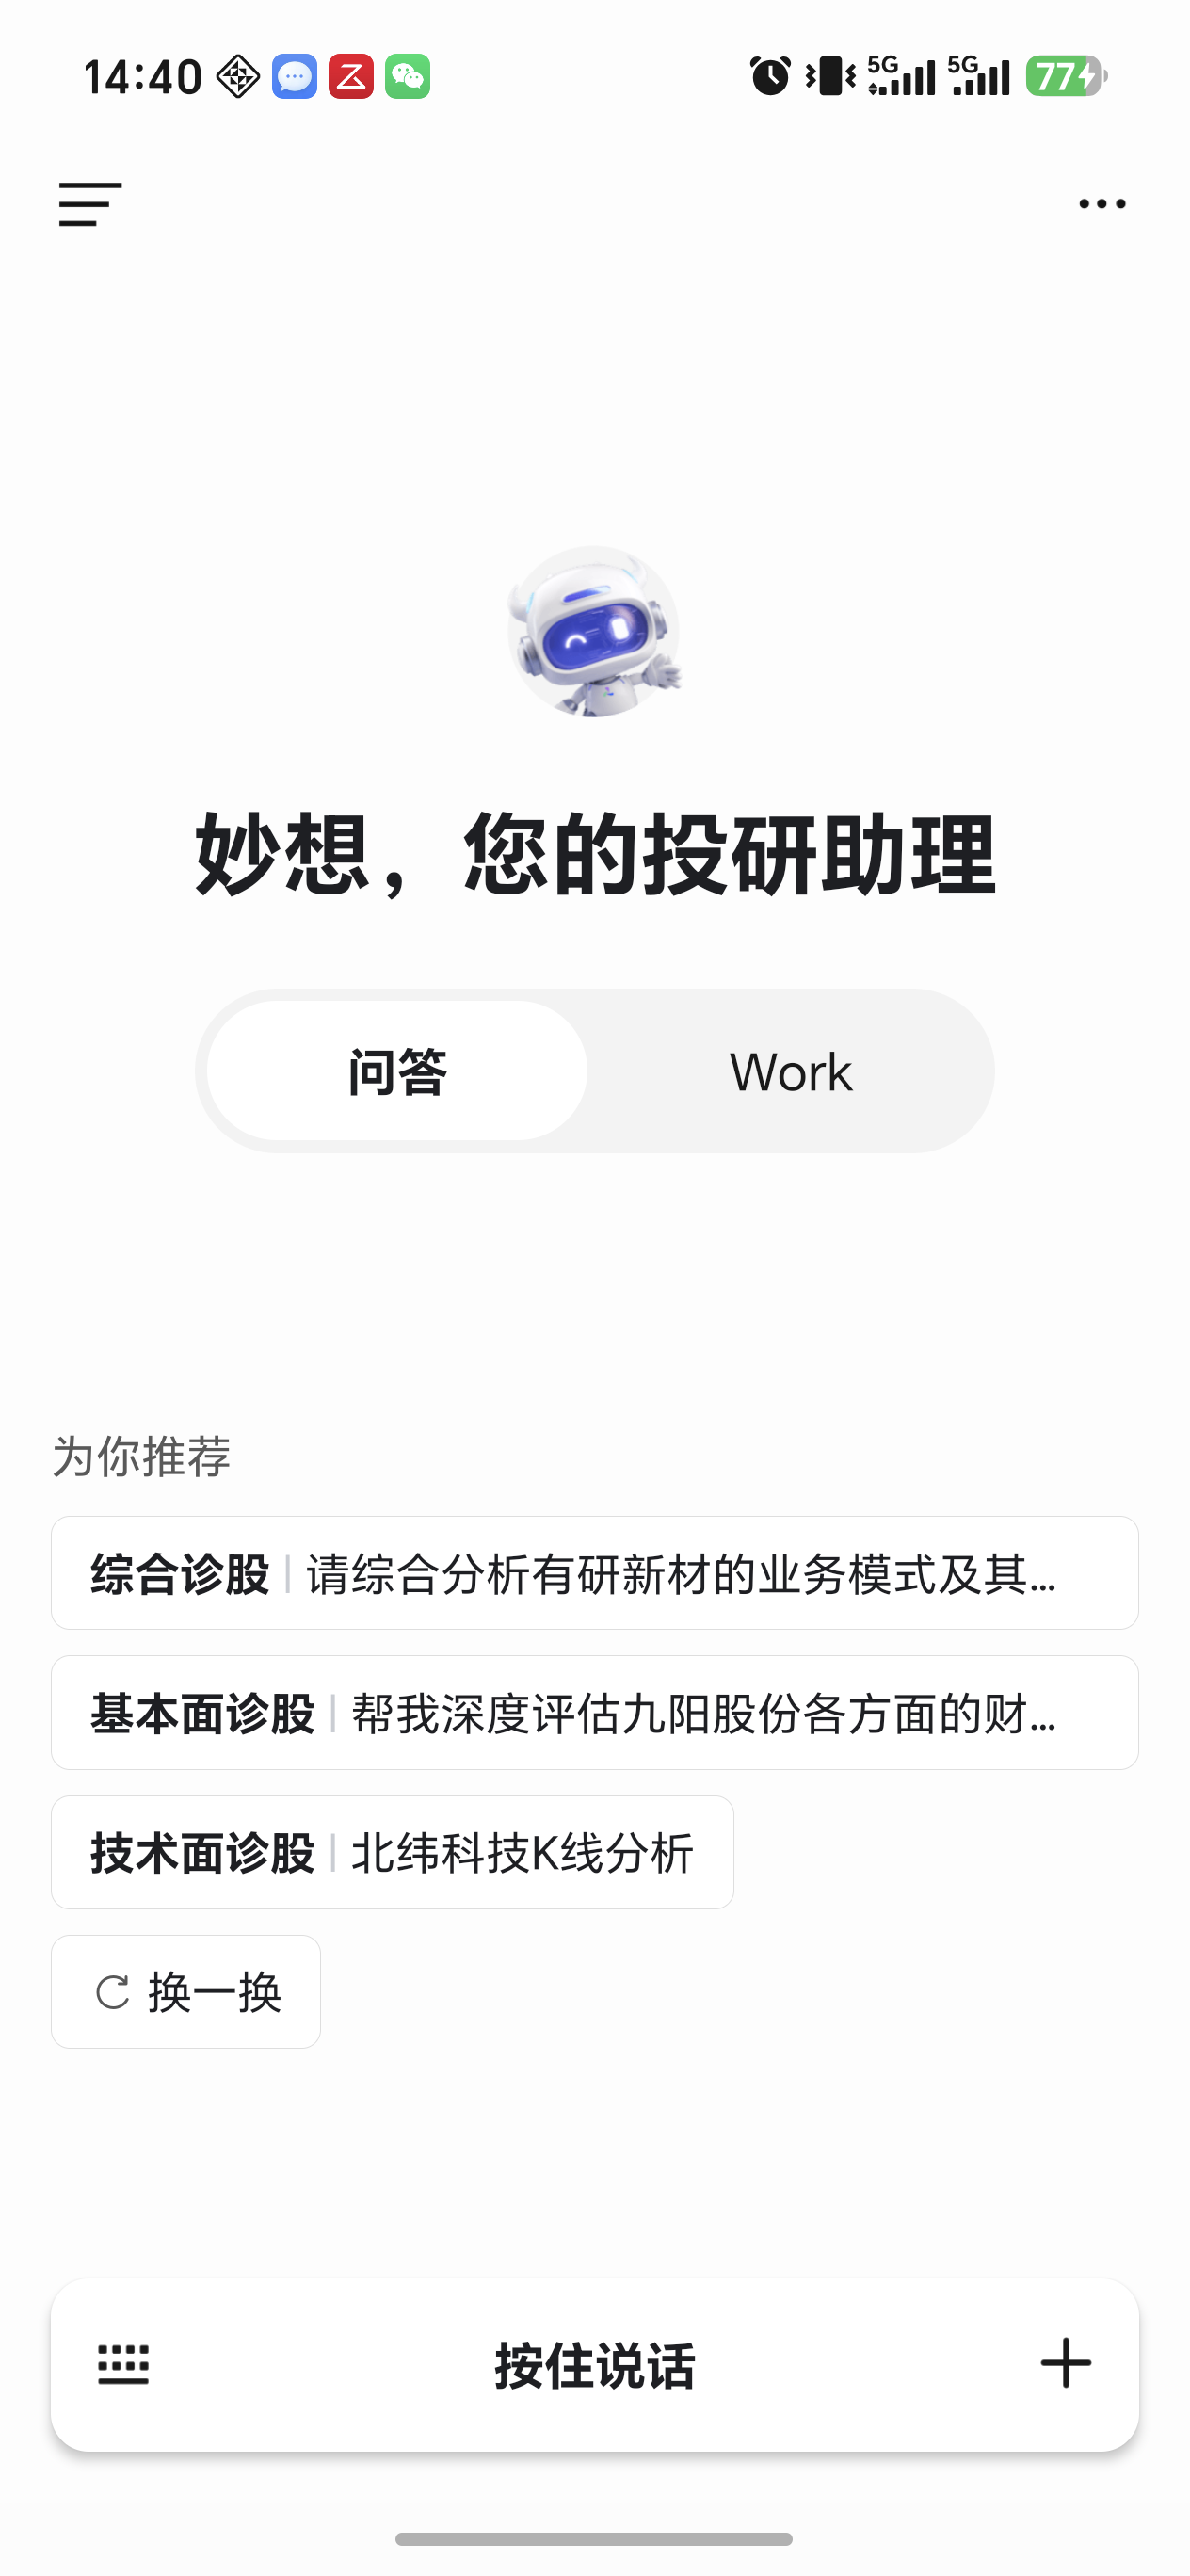 14:40 5G 5G 77
妙想，您的投研助理
问答 Work
为你推荐
综合诊股 | 请综合分析有研新材的业务模式及其...
基本面诊股 | 帮我深度评估九阳股份各方面的财...
技术面诊股 | 北纬科技K线分析
换一换
按住说话